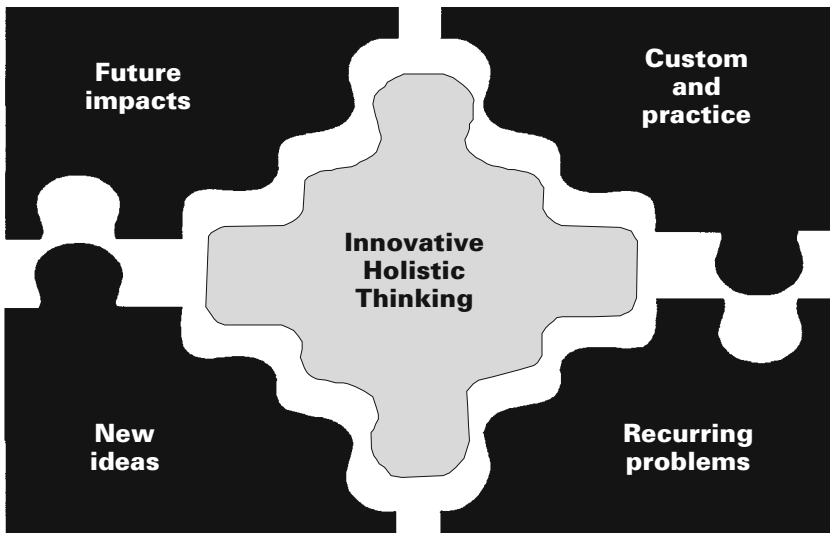 Future
impacts
Custom
and
practice
Innovative
Holistic
Thinking
New
ideas
Recurring
problems